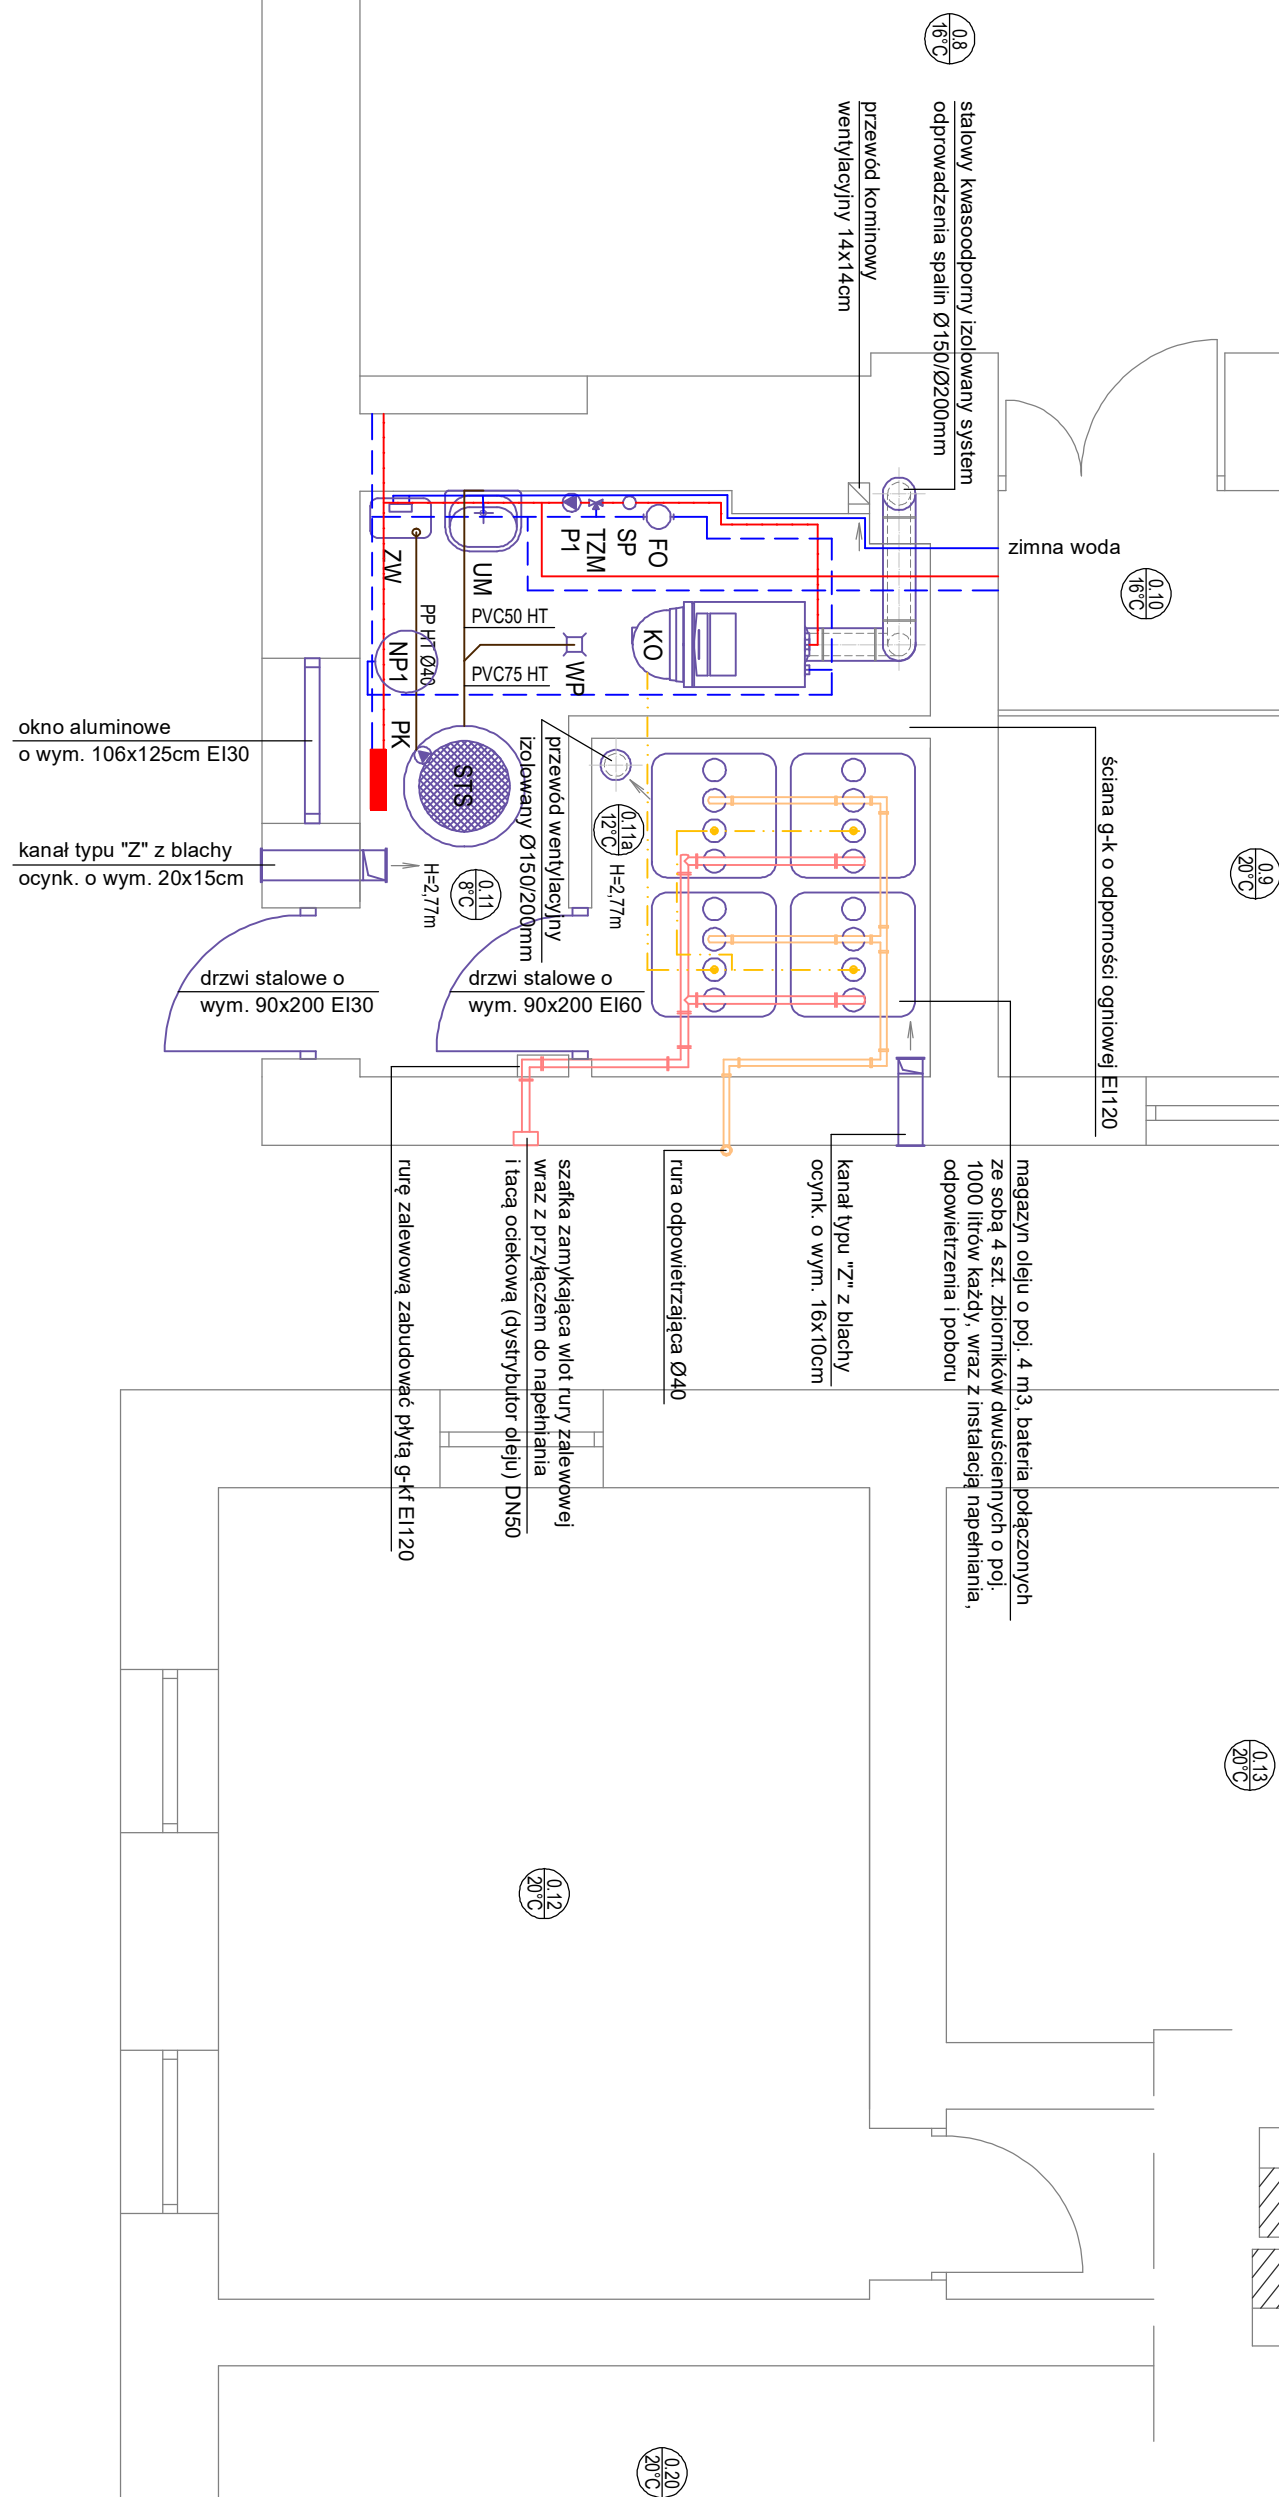 0.8
16°C
stalowy kwasoodporny izolowany system
odprowadzenia spalin Ø150/Ø200mm
przewód kominowy
wentylacyjny 14x14cm
zimna woda
0.10
16°C
FO
SP
TZM
P1
UM
ZW
PVC50 HT
PP HT Ø40
KO
NP1
WP
PVC75 HT
PK
STS
okno aluminowe
o wym. 106x125cm EI30
przewód wentylacyjny
izolowany Ø150/200mm
0.11a
12°C
H=2,77m
ściana g-k o odporności ogniowej EI120
0.9
20°C
kanał typu "Z" z blachy
ocynk. o wym. 20x15cm
H=2,77m
0.11
8°C
drzwi stalowe o
wym. 90x200 EI30
drzwi stalowe o
wym. 90x200 EI60
magazyn oleju o poj. 4 m3, bateria połączonych
ze sobą 4 szt. zbiorników dwuściennych o poj.
1000 litrów każdy, wraz z instalacją napełniania,
odpowietrzenia i poboru
kanał typu "Z" z blachy
ocynk. o wym. 16x10cm
rura odpowietrzająca Ø40
szafka zamykająca wlot rury zalewowej
wraz z przyłączem do napełniania
i tacą ociekową (dystrybutor oleju) DN50
rurę zalewową zabudować płytą g-kf EI120
0.13
20°C
0.12
20°C
0.20
20°C